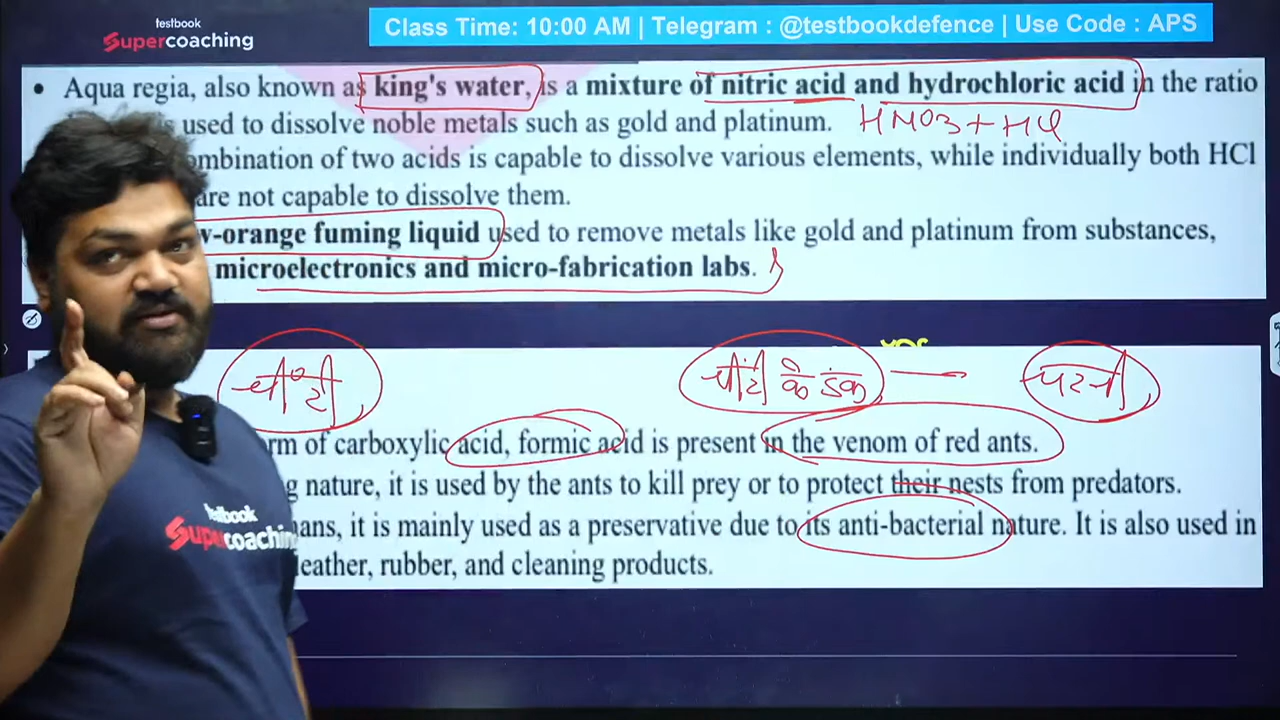 testbook
Supercoaching
Class Time: 10:00 AM | Telegram : @testbookdefence | Use Code : APS
• Aqua regia, also known as king's water, is a mixture of nitric acid and hydrochloric acid in the ratio
used to dissolve noble metals such as gold and platinum. HNO3 + HCl
ombination of two acids is capable to dissolve various elements, while individually both HCl
are not capable to dissolve them.
w-orange fuming liquid used to remove metals like gold and platinum from substances,
microelectronics and micro-fabrication labs.
rm of carboxylic acid, formic acid is present in the venom of red ants.
g nature, it is used by the ants to kill prey or to protect their nests from predators.
ans, it is mainly used as a preservative due to its anti-bacterial nature. It is also used in
leather, rubber, and cleaning products.
testbook
Supercoaching